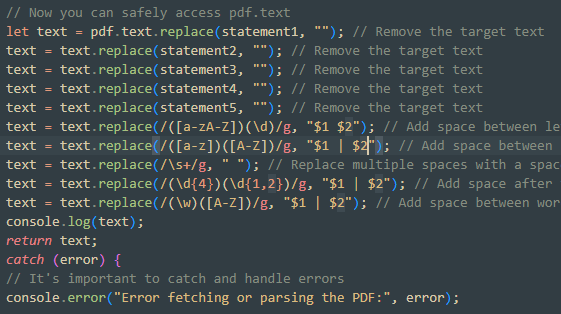 // Now you can safely access pdf.text
let text = pdf.text.replace(statement1, ""); // Remove the target text
text = text.replace(statement2, ""); // Remove the target text
text = text.replace(statement3, ""); // Remove the target text
text = text.replace(statement4, ""); // Remove the target text
text = text.replace(statement5, ""); // Remove the target text
text = text.replace(/([a-zA-Z])(\d)/g, "$1 $2"); // Add space between le
text = text.replace(/([a-z])([A-Z])/g, "$1 | $2"); // Add space between
text = text.replace(/\s+/g, " "); // Replace multiple spaces with a spac
text = text.replace(/(\d{4})(\d{1,2})/g, "$1 | $2"); // Add space after
text = text.replace(/(\w)([A-Z])/g, "$1 | $2"); // Add space between wor
console.log(text);
return text;
catch (error) {
// It's important to catch and handle errors
console.error("Error fetching or parsing the PDF:", error);